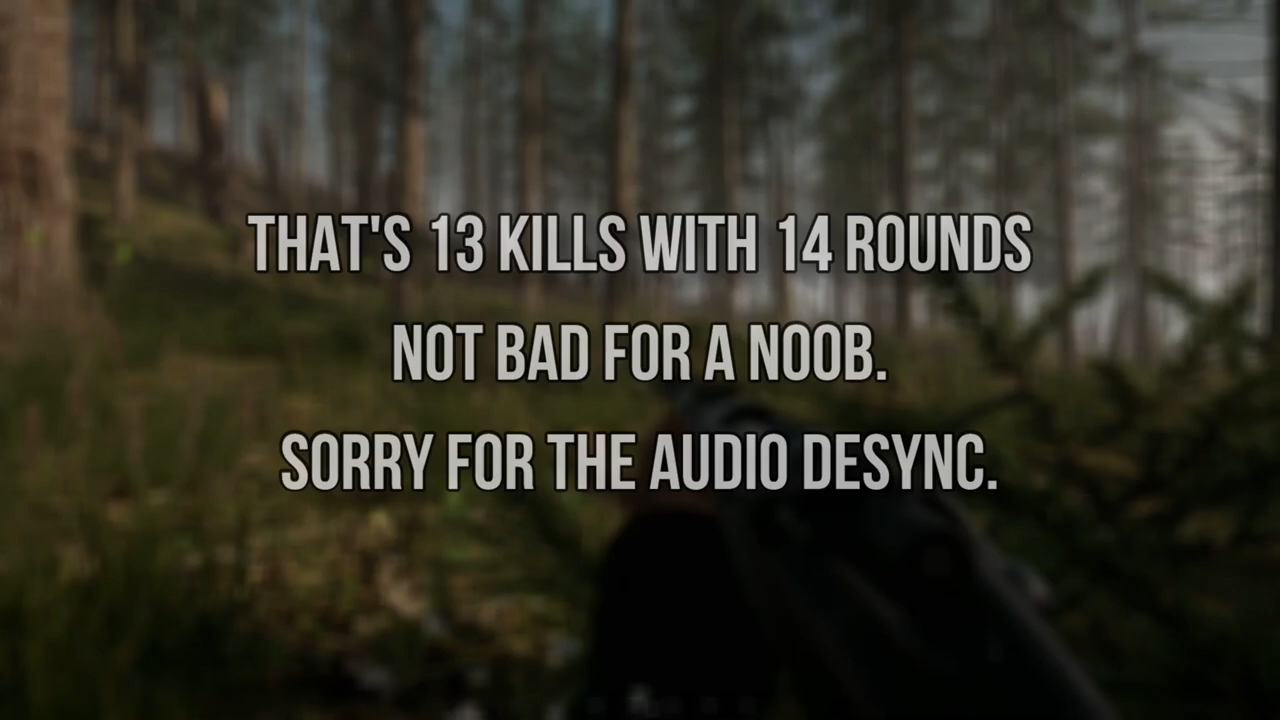 THAT'S 13 KILLS WITH 14 ROUNDS
NOT BAD FOR A NOOB.
SORRY FOR THE AUDIO DESYNC.